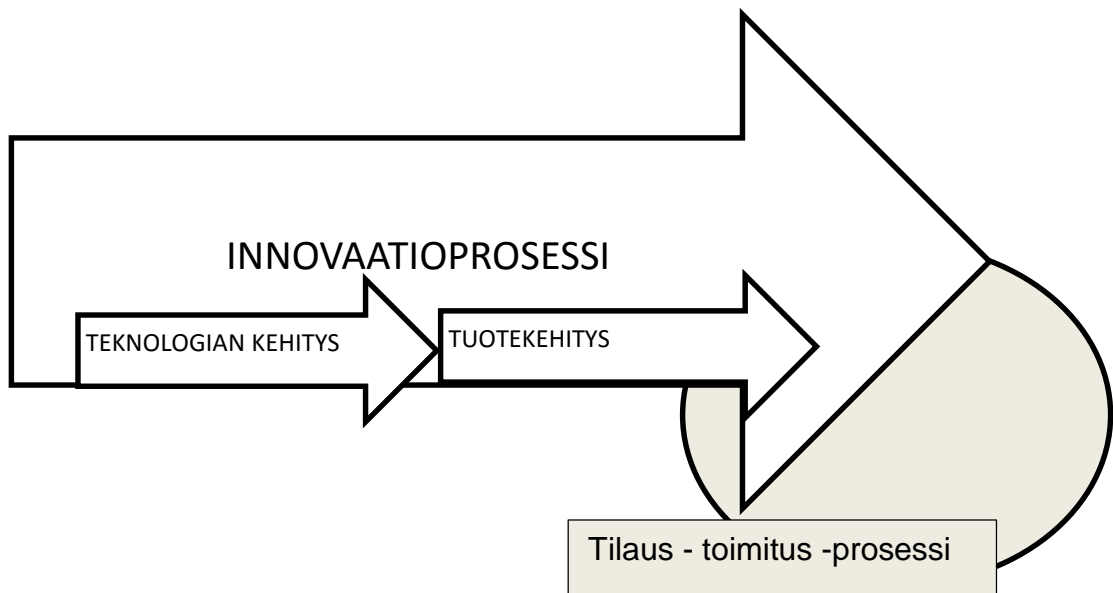 INNOVAATIOPROSESSI
TEKNOLOGIAN KEHITYS
TUOTEKEHITYS
Tilaus - toimitus -prosessi